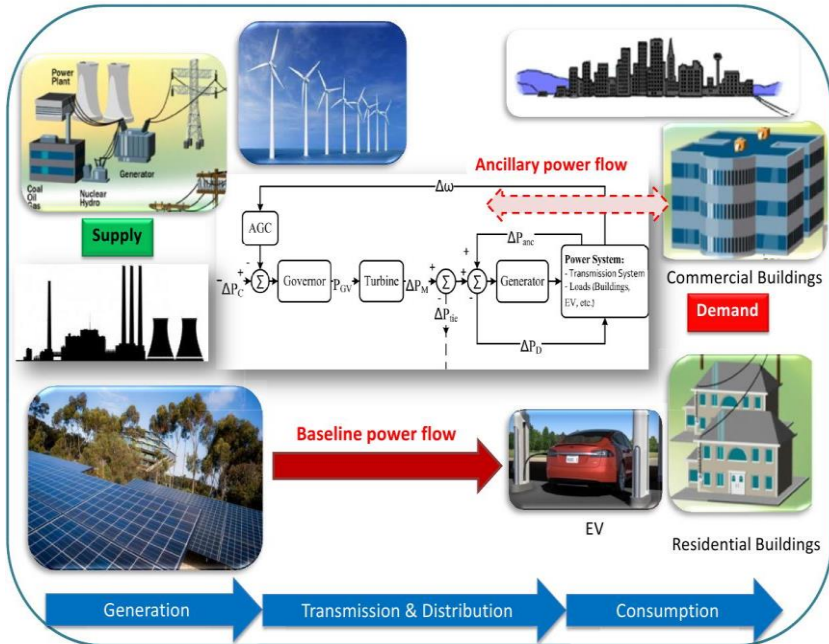 Power
Plant
Generator
Coal
Oil
Gas
Nuclear
Hydro
Supply
Ancillary power flow
Δω
AGC
ΔP_anc
-
+
+
-
ΔP_C
Σ
Governor
P_GV
Turbine
ΔP_M
+
Σ
+
Σ
Generator
Power System:
- Transmission System
- Loads (Buildings,
EV, etc.)
-
ΔP_tie
-
ΔP_D
Commercial Buildings
Demand
Baseline power flow
EV
Residential Buildings
Generation
Transmission & Distribution
Consumption